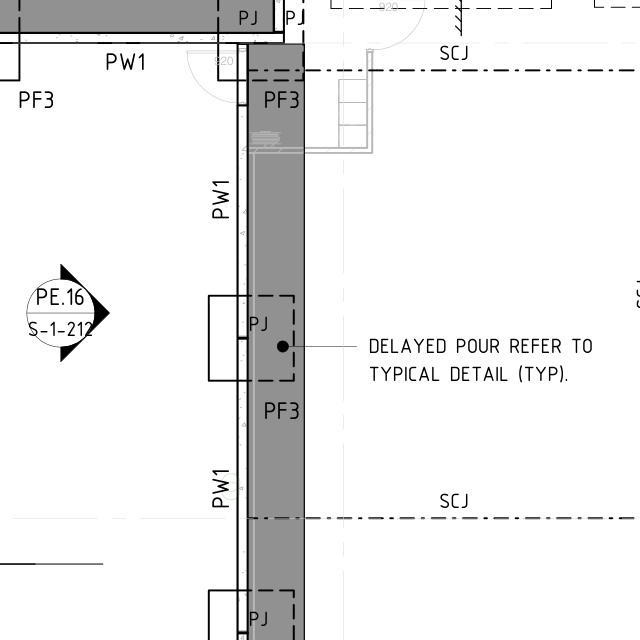 PJ
PJ
920
PW1
920
SCJ
PF3
PF3
PW1
PE.16
S-1-212
PJ
DELAYED POUR REFER TO
TYPICAL DETAIL (TYP).
PF3
PW1
SCJ
PJ